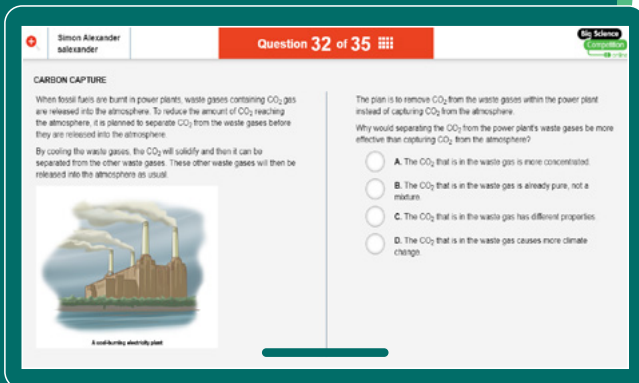 Simon Alexander
salexander
Question 32 of 35
Big Science
Competition
CARBON CAPTURE
When fossil fuels are burnt in power plants, waste gases containing CO₂ gas
are released into the atmosphere. To reduce the amount of CO₂ reaching
the atmosphere, it is planned to separate CO₂ from the waste gases before
they are released into the atmosphere.
By cooling the waste gases, the CO₂ will solidify and then it can be
separated from the other waste gases. These other waste gases will then be
released into the atmosphere as usual.
A coal-burning electricity plant
The plan is to remove CO₂ from the waste gases within the power plant
instead of capturing CO₂ from the atmosphere.
Why would separating the CO₂ from the power plant's waste gases be more
effective than capturing CO₂ from the atmosphere?
A. The CO₂ that is in the waste gas is more concentrated.
B. The CO₂ that is in the waste gas is already pure, not a
mixture.
C. The CO₂ that is in the waste gas has different properties.
D. The CO₂ that is in the waste gas causes more climate
change.